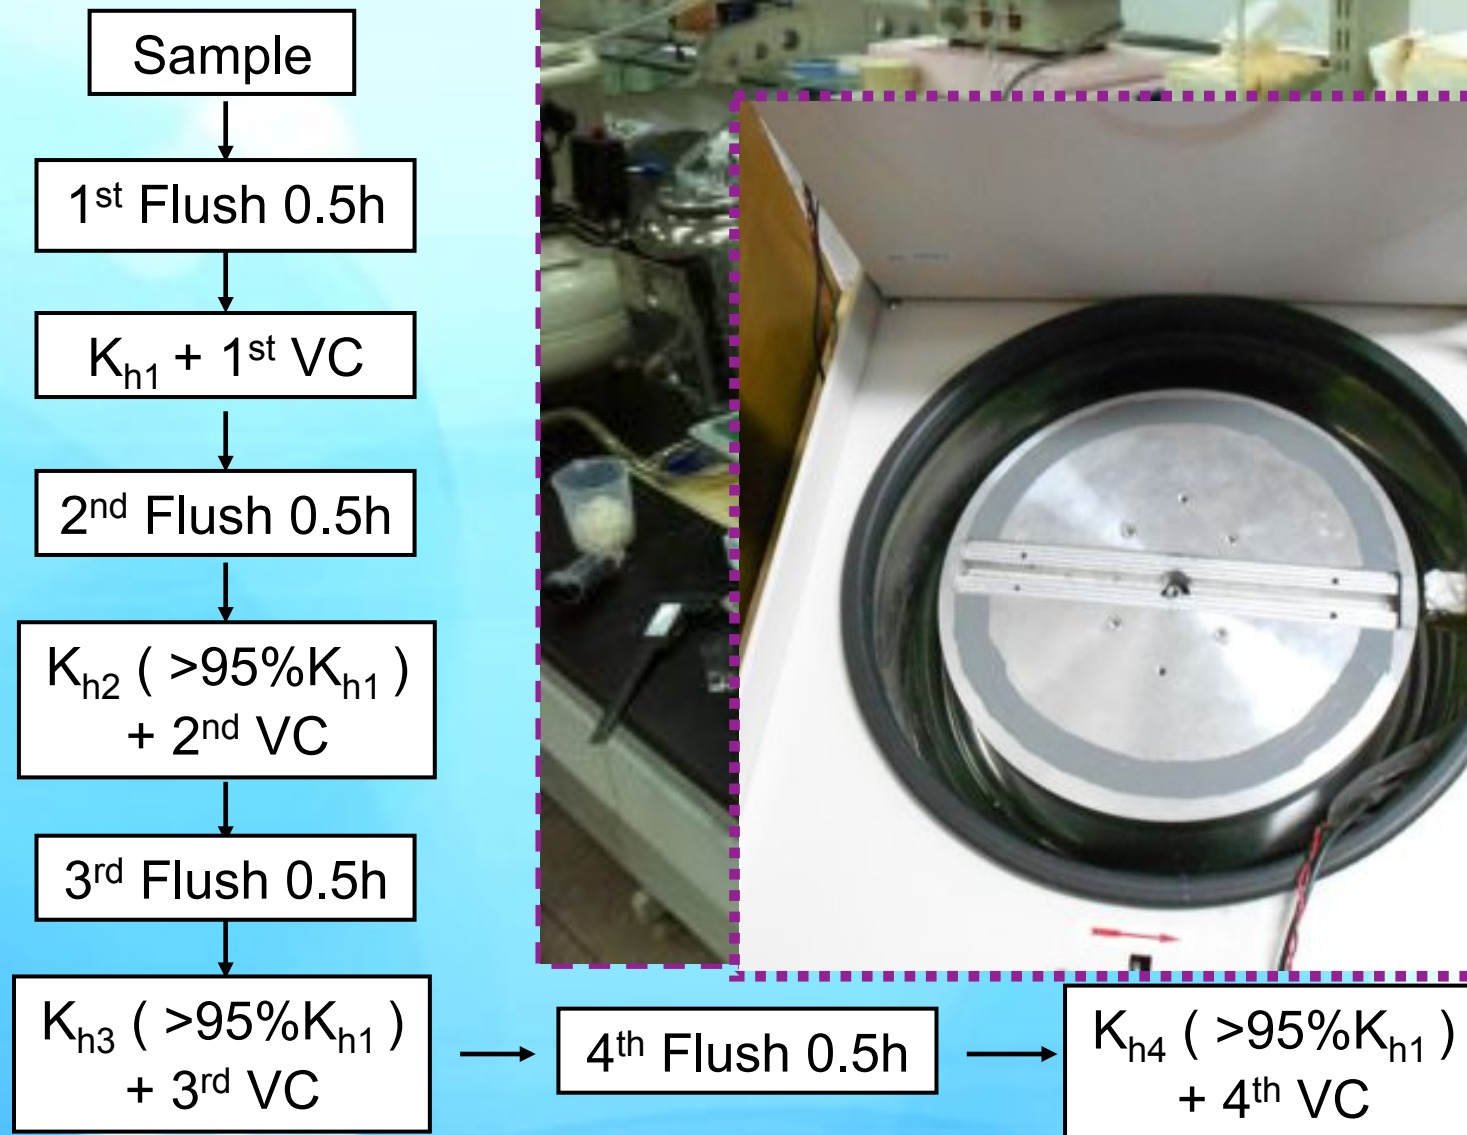 Sample
1st Flush 0.5h
Kh1 + 1st VC
2nd Flush 0.5h
Kh2 ( >95%Kh1 )
+ 2nd VC
3rd Flush 0.5h
Kh3 ( >95%Kh1 )
+ 3rd VC
4th Flush 0.5h
Kh4 ( >95%Kh1 )
+ 4th VC